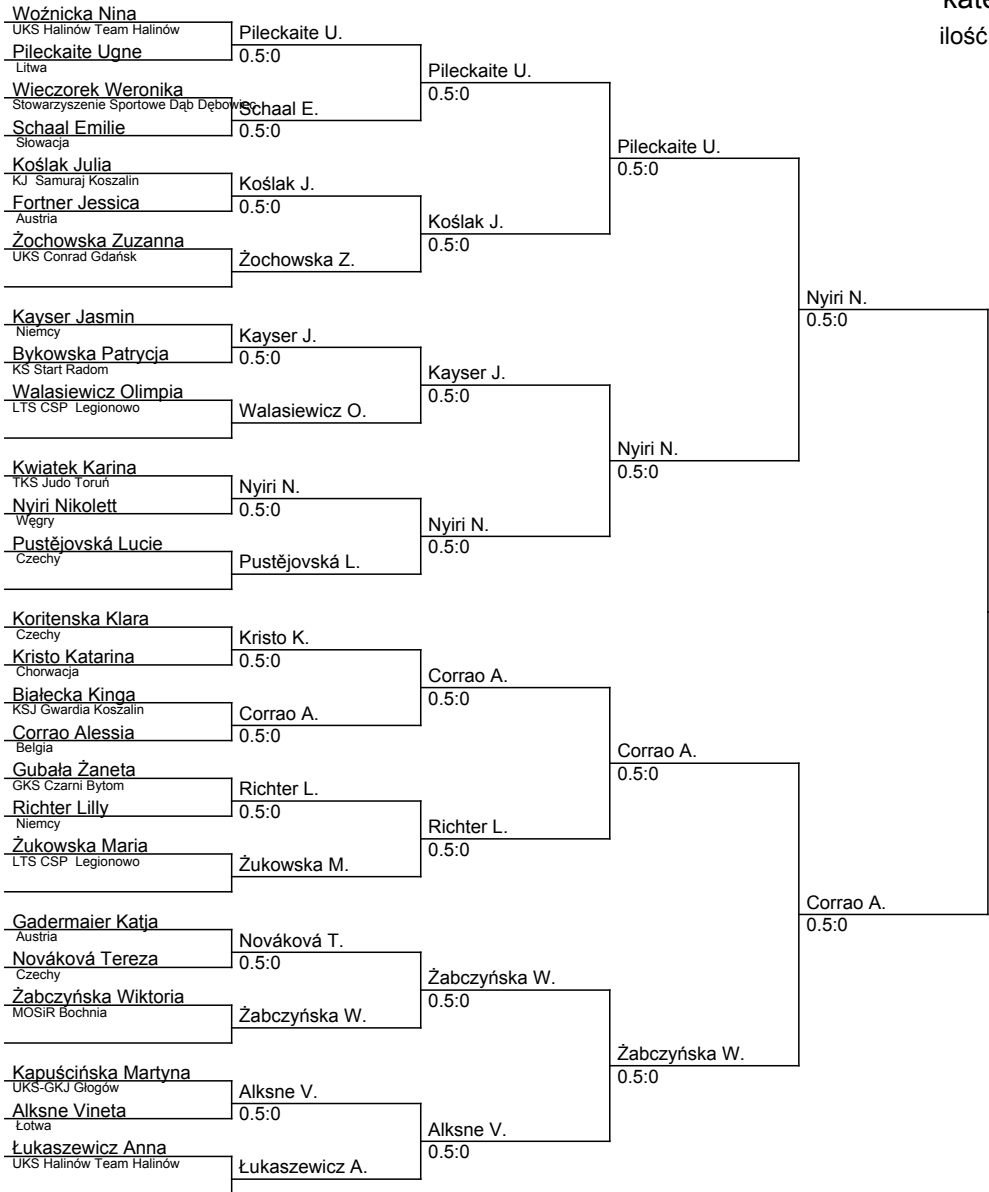 Woźnicka Nina
UKS Halinów Team Halinów
Pileckaite Ugne
Litwa
Wieczorek Weronika
Stowarzyszenie Sportowe Dąb Dębowiec
Schaal Emilie
Słowacja
Koślak Julia
KJ Samuraj Koszalin
Fortner Jessica
Austria
Żochowska Zuzanna
UKS Conrad Gdańsk
Kayser Jasmin
Niemcy
Bykowska Patrycja
KS Start Radom
Walasiewicz Olimpia
LTS CSP Legionowo
Kwiatek Karina
TKS Judo Toruń
Nyiri Nikolett
Węgry
Pustějovská Lucie
Czechy
Koritenska Klara
Czechy
Kristo Katarina
Chorwacja
Białecka Kinga
KSJ Gwardia Koszalin
Corrao Alessia
Belgia
Gubała Żaneta
GKS Czarni Bytom
Richter Lilly
Niemcy
Żukowska Maria
LTS CSP Legionowo
Gadermaier Katja
Austria
Nováková Tereza
Czechy
Żabczyńska Wiktoria
MOSiR Bochnia
Kapuścińska Martyna
UKS-GKJ Głogów
Alksne Vineta
Łotwa
Łukaszewicz Anna
UKS Halinów Team Halinów
Pileckaite U.
0.5:0
Schaal E.
0.5:0
Koślak J.
0.5:0
Żochowska Z.
Kayser J.
0.5:0
Walasiewicz O.
Nyiri N.
0.5:0
Pustějovská L.
Kristo K.
0.5:0
Corrao A.
0.5:0
Richter L.
0.5:0
Żukowska M.
Nováková T.
0.5:0
Żabczyńska W.
Alksne V.
0.5:0
Łukaszewicz A.
Pileckaite U.
0.5:0
Koślak J.
0.5:0
Kayser J.
0.5:0
Nyiri N.
0.5:0
Corrao A.
0.5:0
Richter L.
0.5:0
Żabczyńska W.
0.5:0
Alksne V.
0.5:0
Pileckaite U.
0.5:0
Nyiri N.
0.5:0
Corrao A.
0.5:0
Żabczyńska W.
0.5:0
Nyiri N.
0.5:0
Corrao A.
0.5:0
ilość